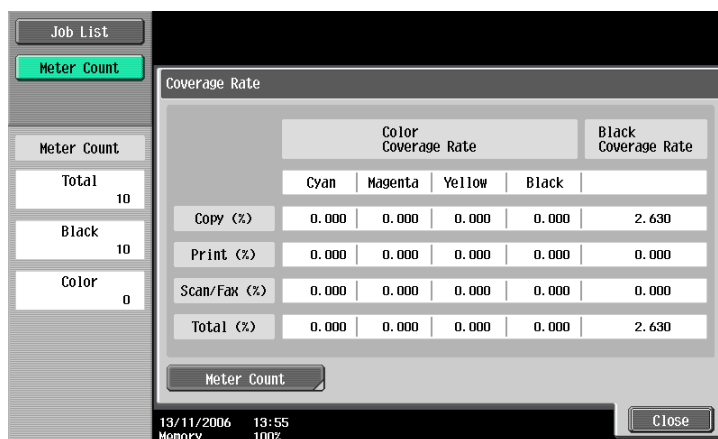 Job List
Meter Count
Coverage Rate
Color
Coverage Rate
Black
Coverage Rate
Meter Count
Total
10
Cyan Magenta Yellow Black
Copy (%) 0.000 0.000 0.000 0.000 2.630
Black
10
Print (%) 0.000 0.000 0.000 0.000 0.000
Color
0
Scan/Fax (%) 0.000 0.000 0.000 0.000 0.000
Total (%) 0.000 0.000 0.000 0.000 2.630
Meter Count
13/11/2006 13:55
Memory 100%
Close